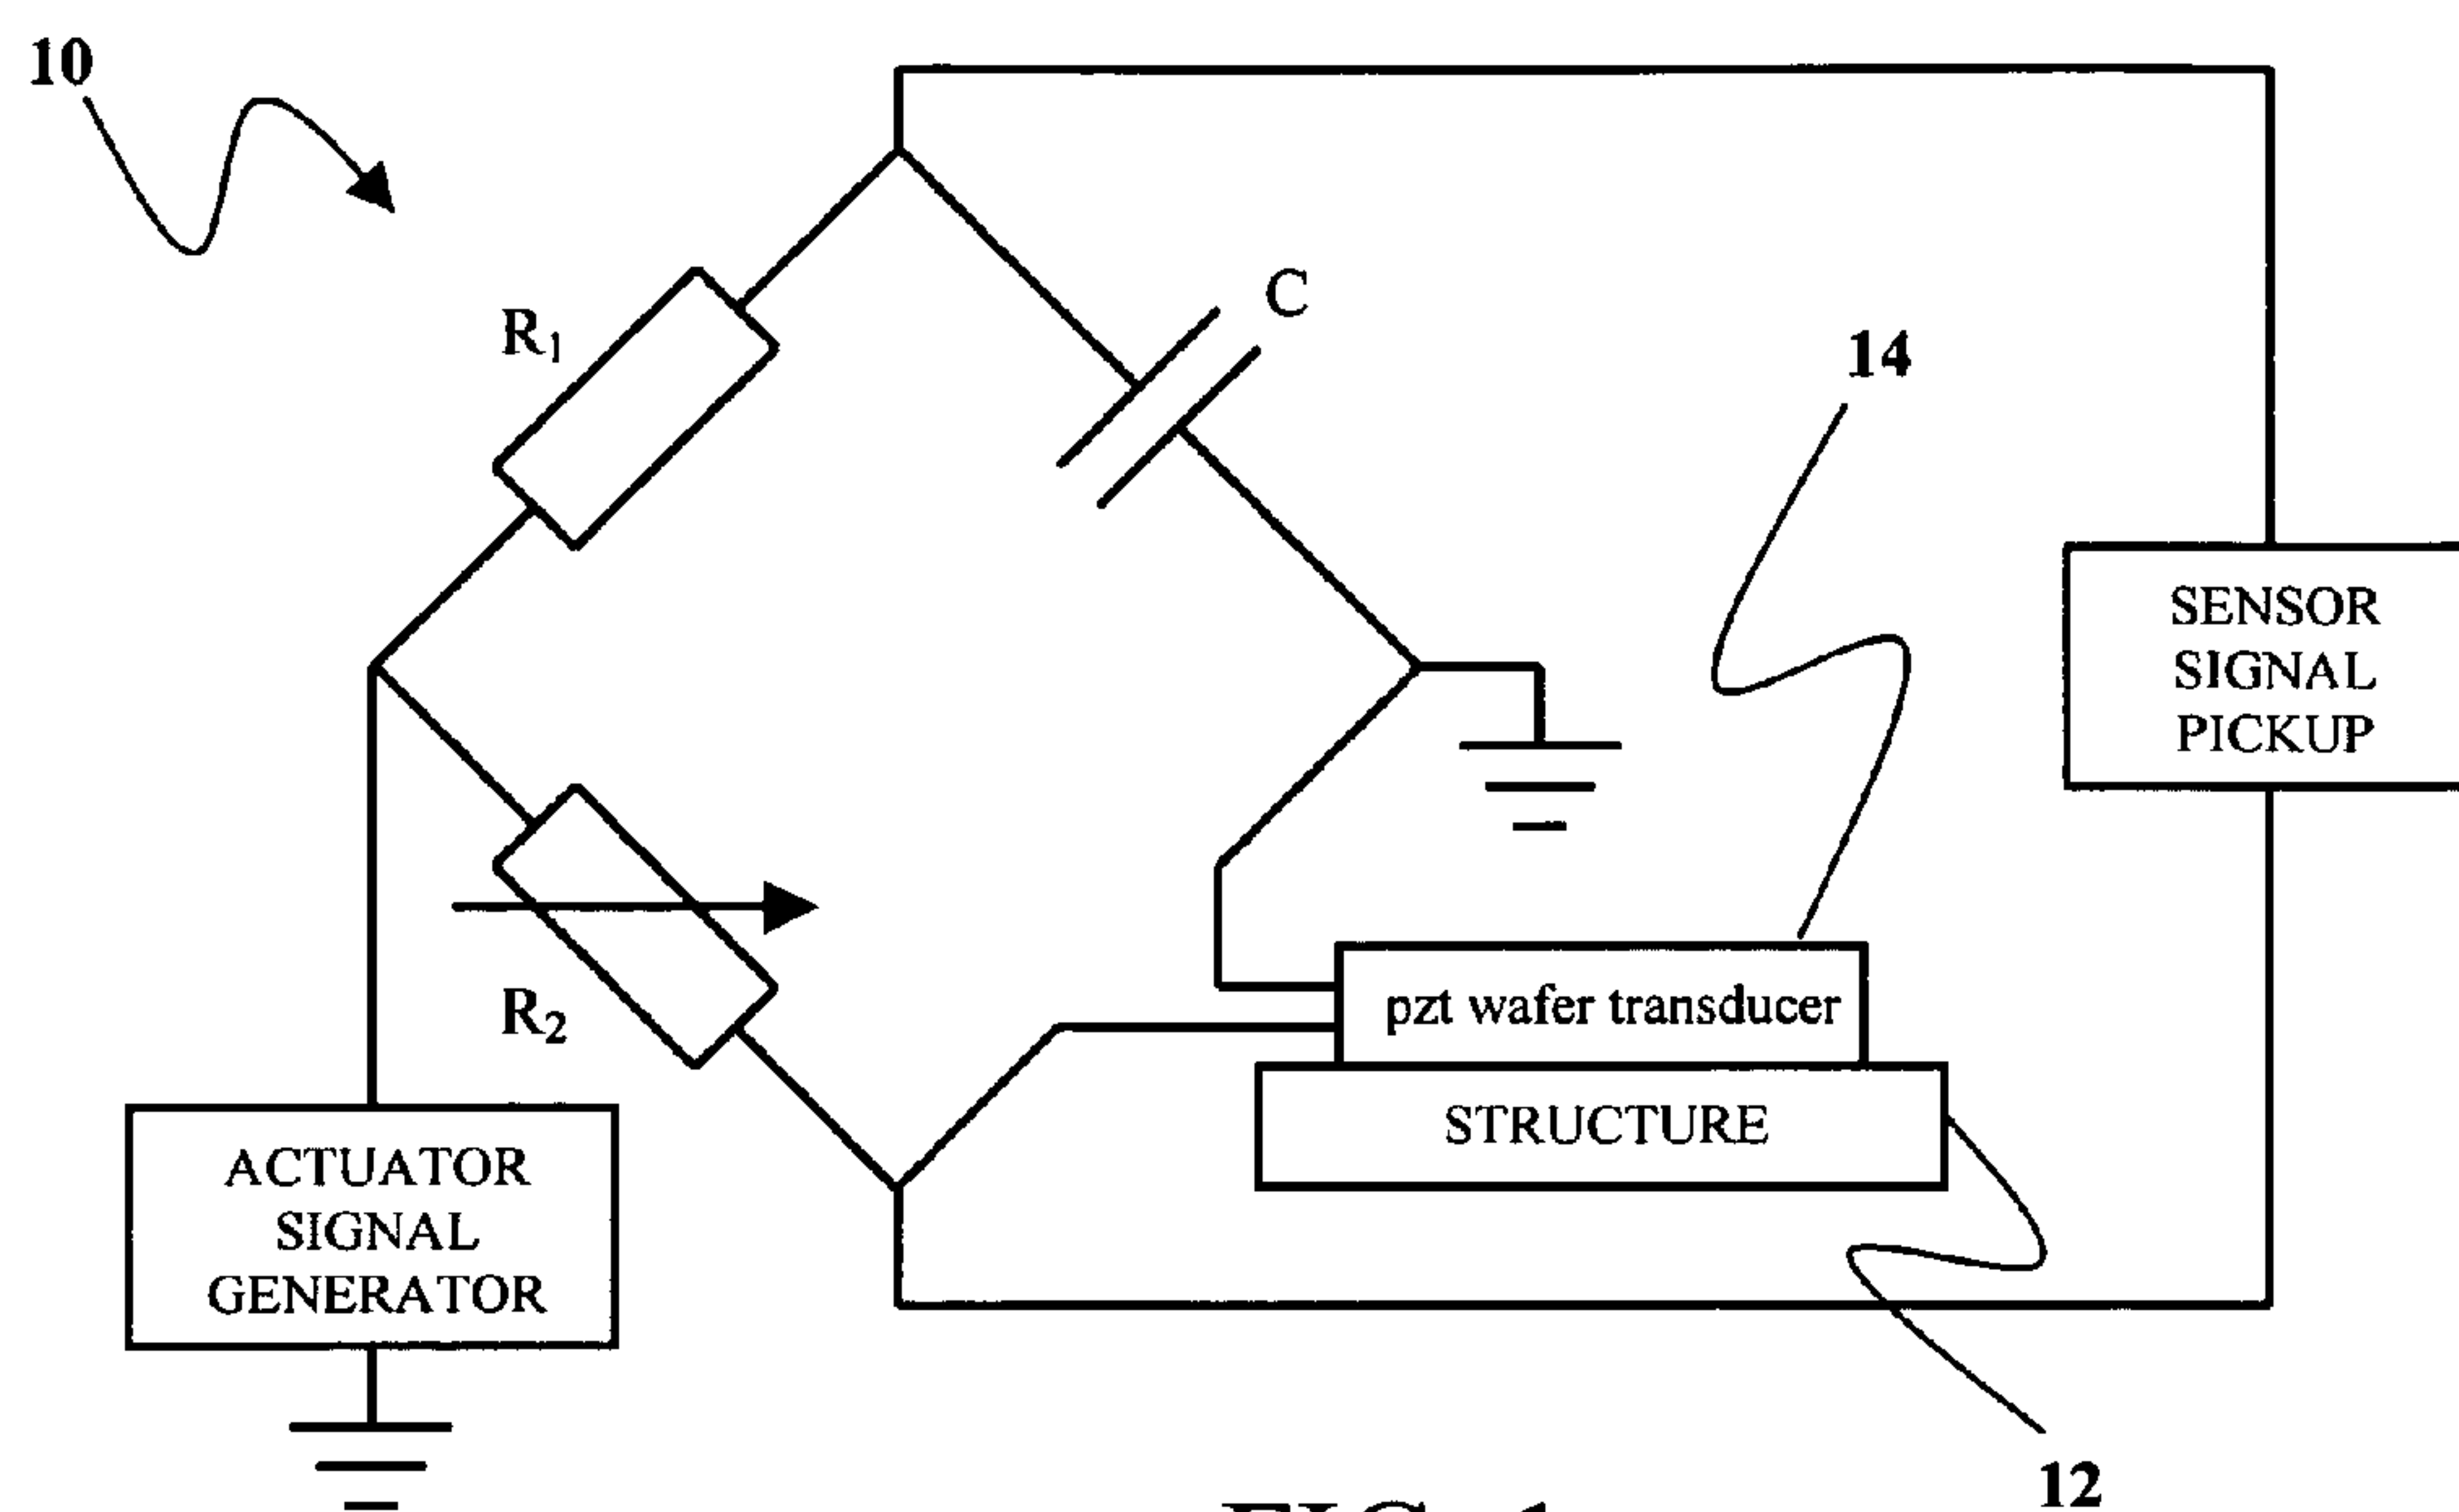 10
R1
C
14
SENSOR
SIGNAL
PICKUP
pzt wafer transducer
R2
STRUCTURE
ACTUATOR
SIGNAL
GENERATOR
12